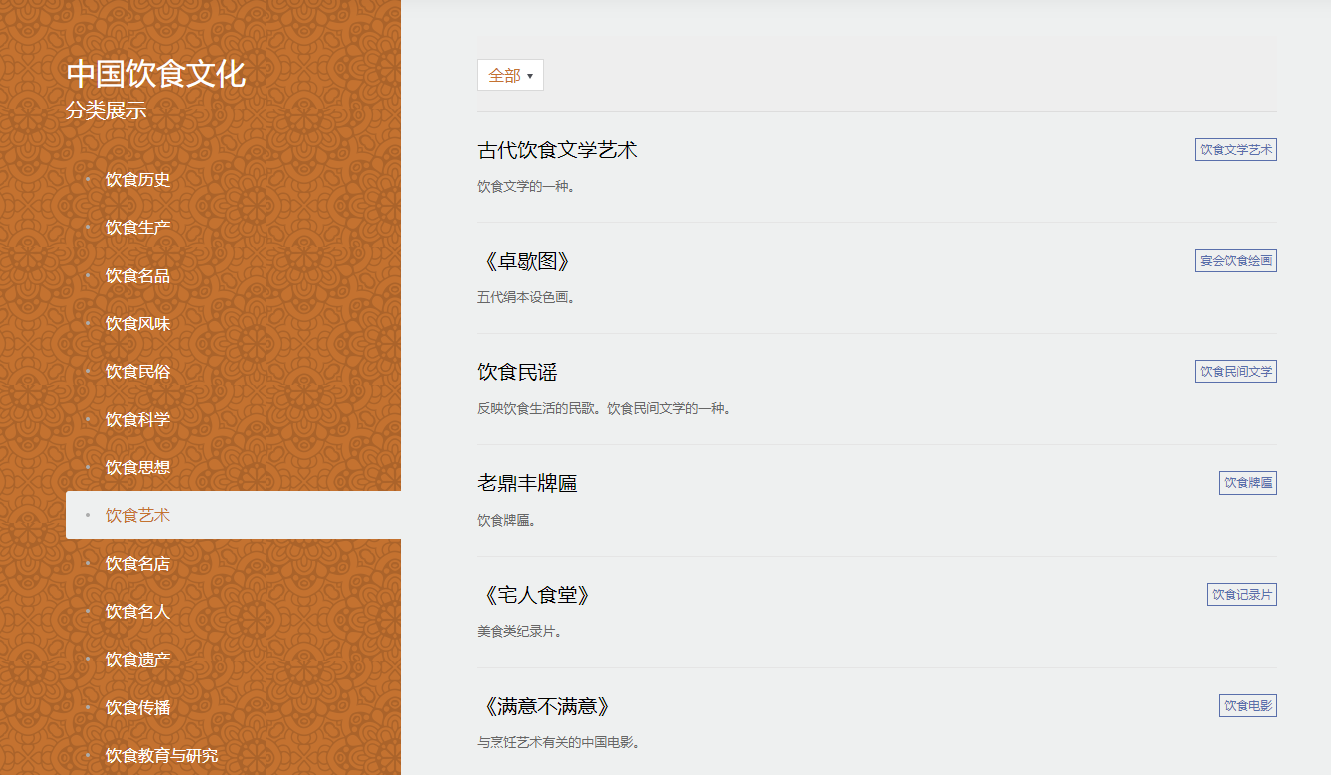 中国饮食文化
分类展示
饮食历史
饮食生产
饮食名品
饮食风味
饮食民俗
饮食科学
饮食思想
饮食艺术
饮食名店
饮食名人
饮食遗产
饮食传播
饮食教育与研究
全部
古代饮食文学艺术
饮食文学艺术
饮食文学的一种。
《卓歇图》
宴会饮食绘画
五代绢本设色画。
饮食民谣
饮食民间文学
反映饮食生活的民歌。饮食民间文学的一种。
老鼎丰牌匾
饮食牌匾
饮食牌匾。
《宅人食堂》
饮食记录片
美食类纪录片。
《满意不满意》
饮食电影
与烹饪艺术有关的中国电影。